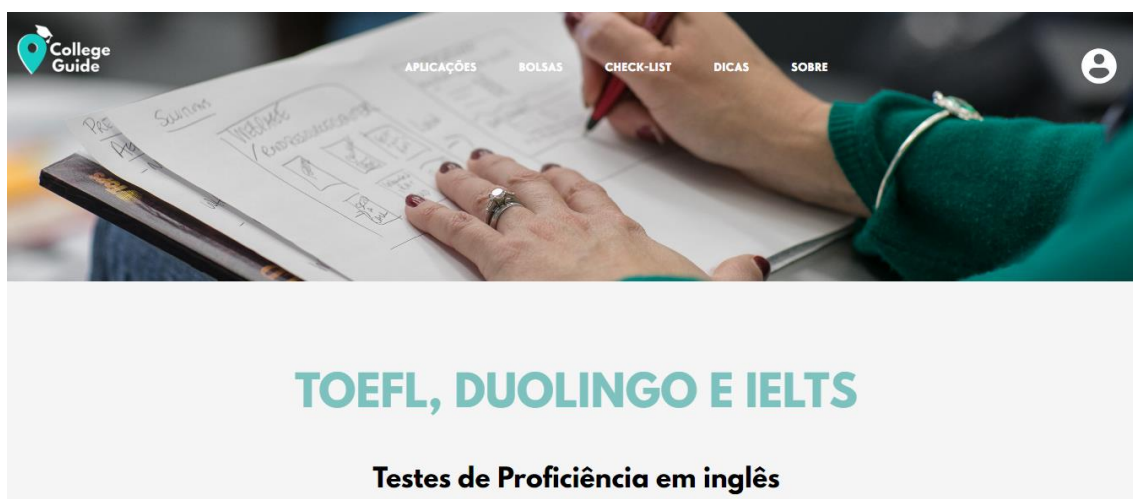 College
Guide
APLICAÇÕES BOLSAS CHECK-LIST DICAS SOBRE
TOEFL, DUOLINGO E IELTS
Testes de Proficiência em inglês